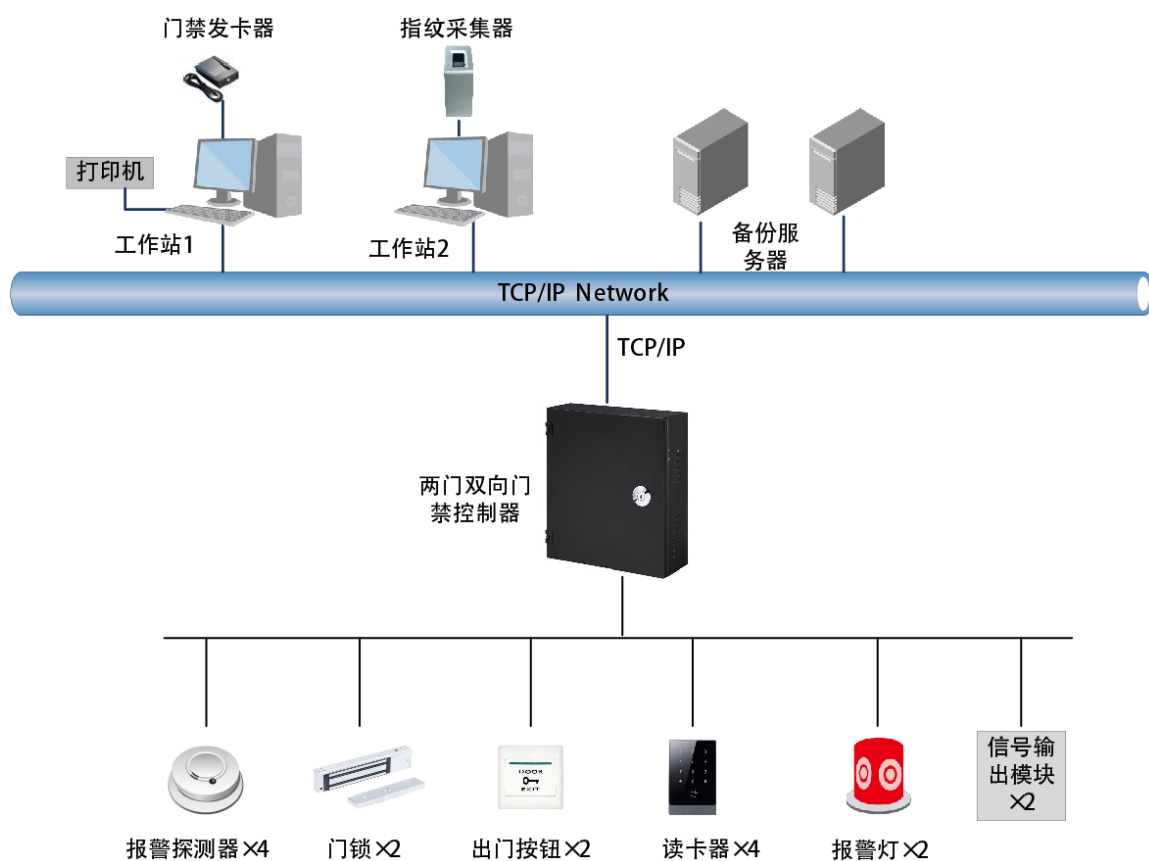 门禁发卡器
指纹采集器
打印机
工作站1
工作站2
备份服
务器
TCP/IP Network
TCP/IP
两门双向门
禁控制器
DOOR
EXIT
信号输
出模块
×2
报警探测器×4
门锁×2
出门按钮×2
读卡器×4
报警灯×2